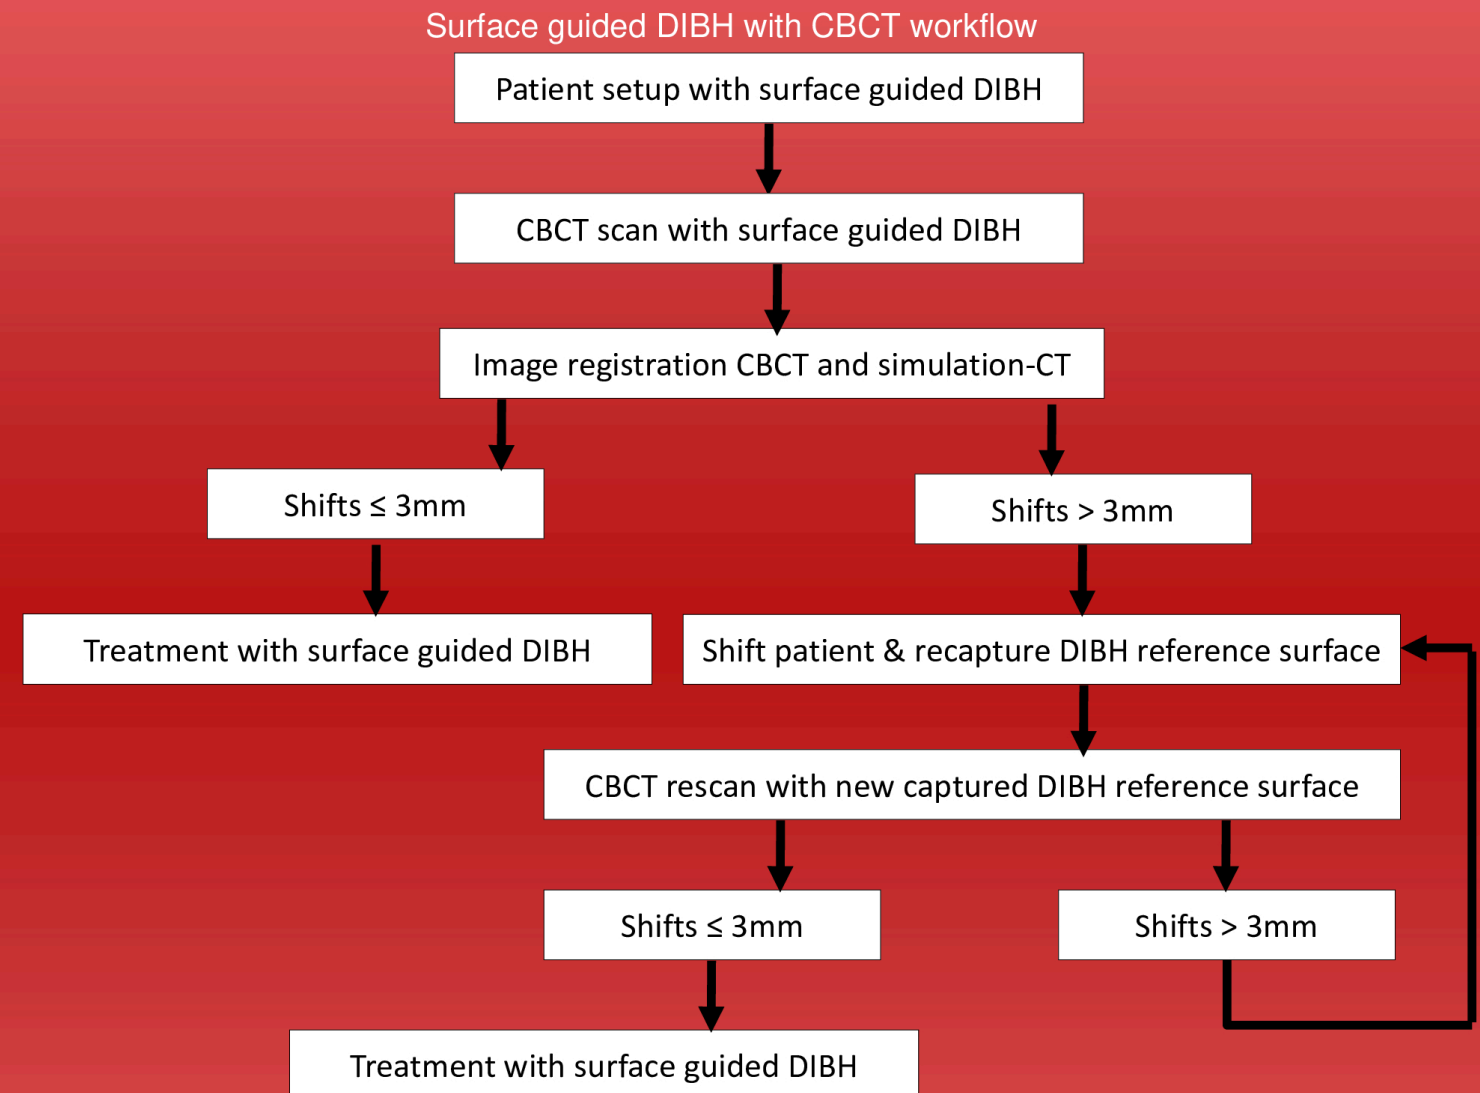 Surface guided DIBH with CBCT workflow
Patient setup with surface guided DIBH
CBCT scan with surface guided DIBH
Image registration CBCT and simulation-CT
Shifts ≤ 3mm
Shifts > 3mm
Treatment with surface guided DIBH
Shift patient & recapture DIBH reference surface
CBCT rescan with new captured DIBH reference surface
Shifts ≤ 3mm
Shifts > 3mm
Treatment with surface guided DIBH